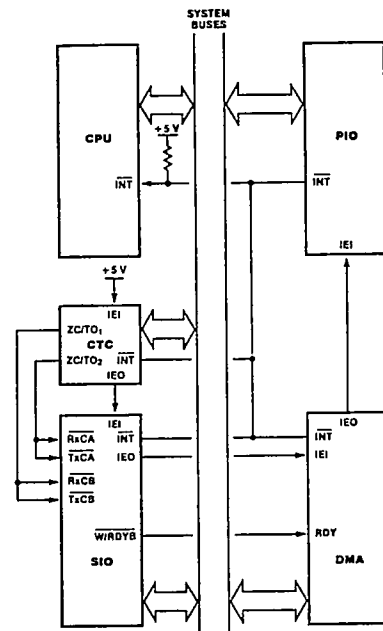 SYSTEM
BUSES
CPU
+5 V
INT
PIO
INT
IEI
+5 V
IEI
ZC/TO₁
CTC
ZC/TO₂
INT
IEO
IEI
RxCA
INT
TxCA
IEO
RxCB
TxCB
W/RDYB
SIO
IEO
INT
IEI
RDY
DMA